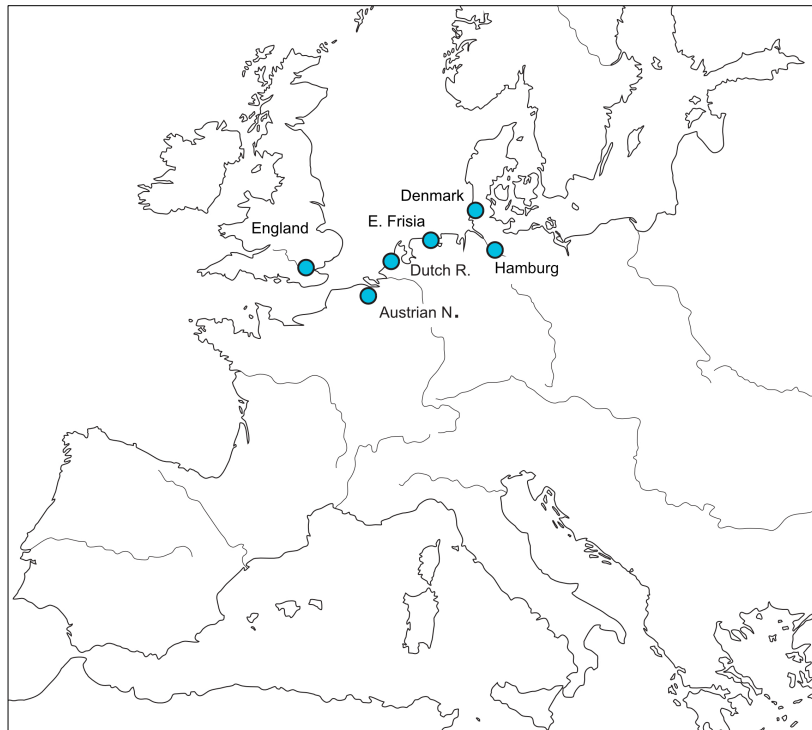 Denmark
E. Frisia
England
Dutch R.
Hamburg
Austrian N.